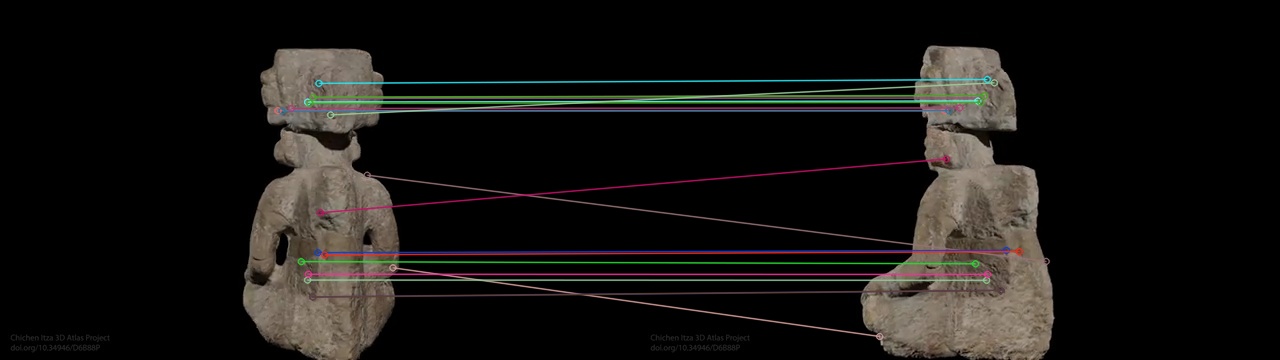 Chichen Itza 3D Atlas Project
doi.org/10.34946/D6B88P
Chichen Itza 3D Atlas Project
doi.org/10.34946/D6B88P